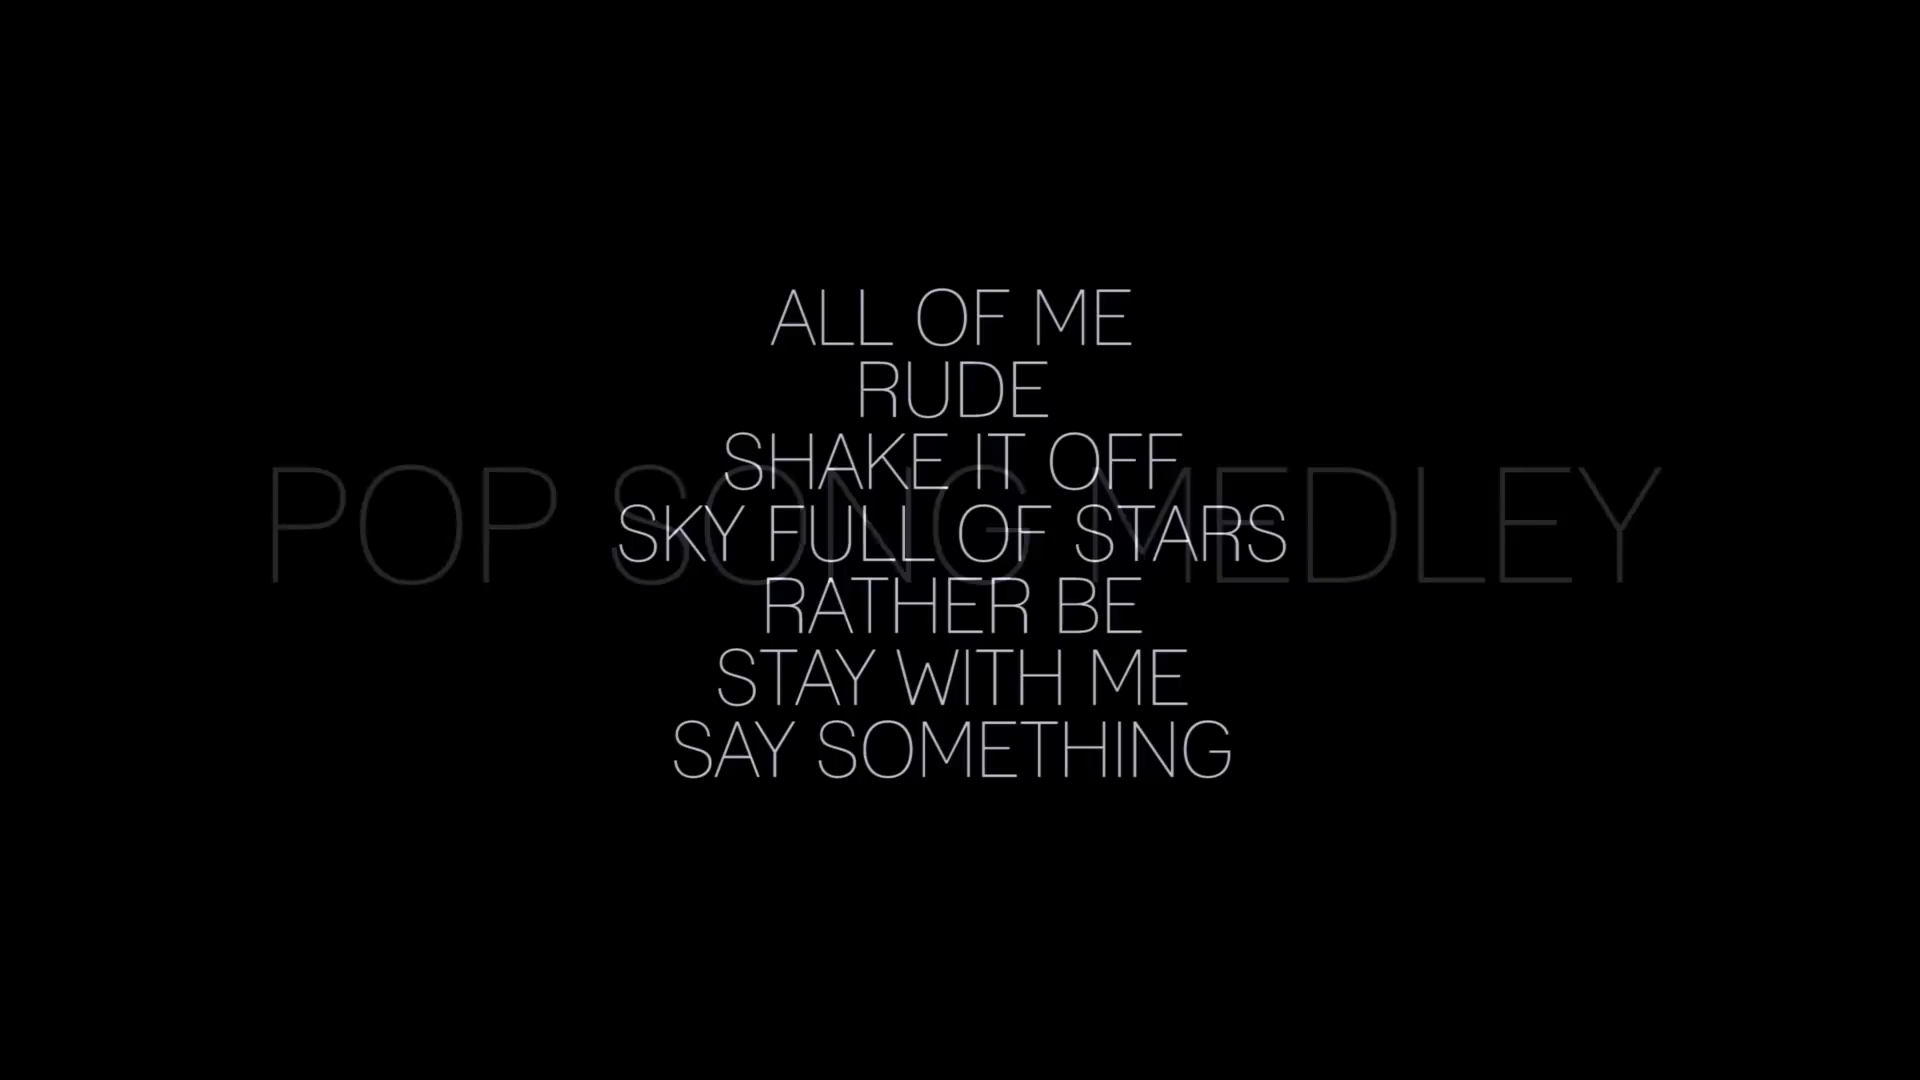 ALL OF ME
RUDE
SHAKE IT OFF
POP SONG MEDLEY
SKY FULL OF STARS
RATHER BE
STAY WITH ME
SAY SOMETHING